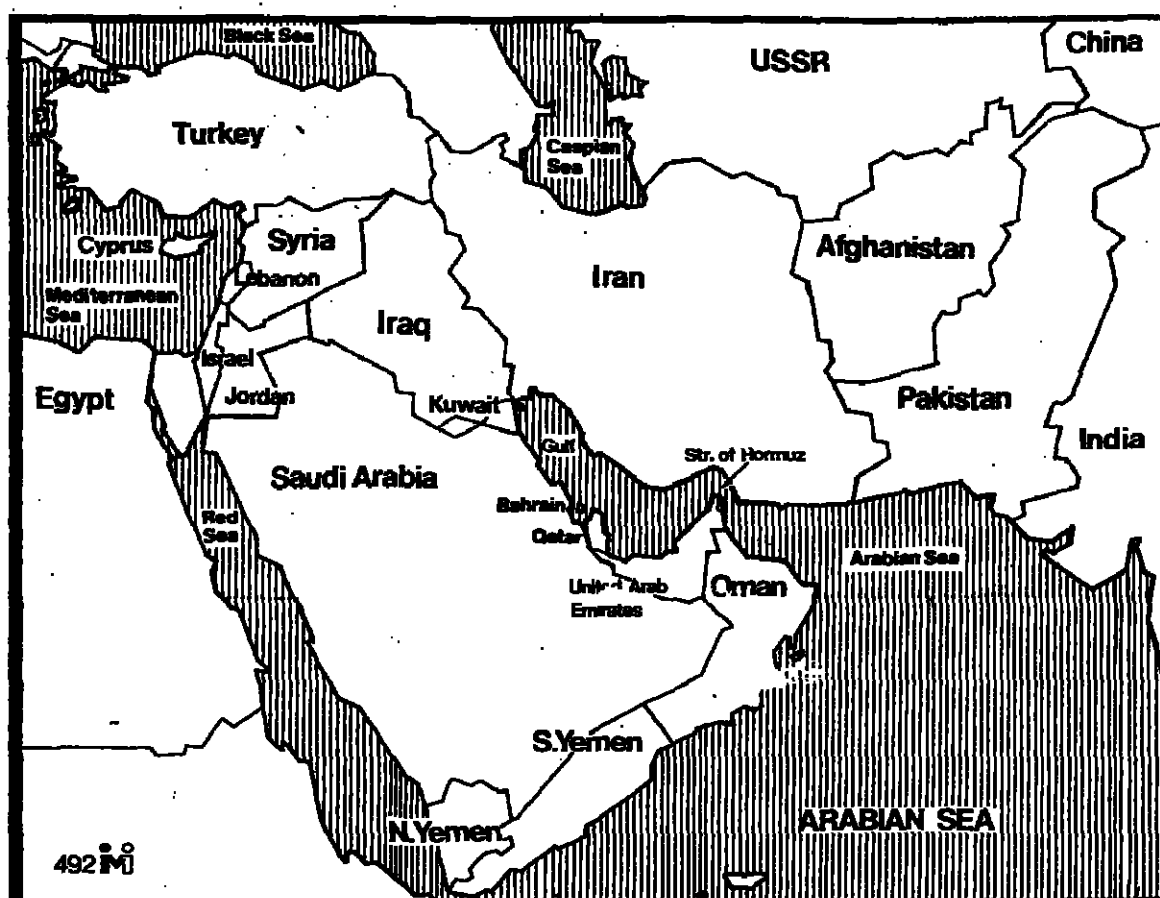 Black Sea
USSR
China
Turkey
Caspian
Sea
Cyprus
Syria
Afghanistan
Lebanon
Iran
Mediterranean
Sea
Iraq
Israel
Jordan
Egypt
Kuwait
Pakistan
India
Gulf
Str. of Hormuz
Saudi Arabia
Bahrain
Red
Sea
Qatar
Arabian Sea
United Arab
Emirates
Oman
S.Yemen
N.Yemen
ARABIAN SEA
492